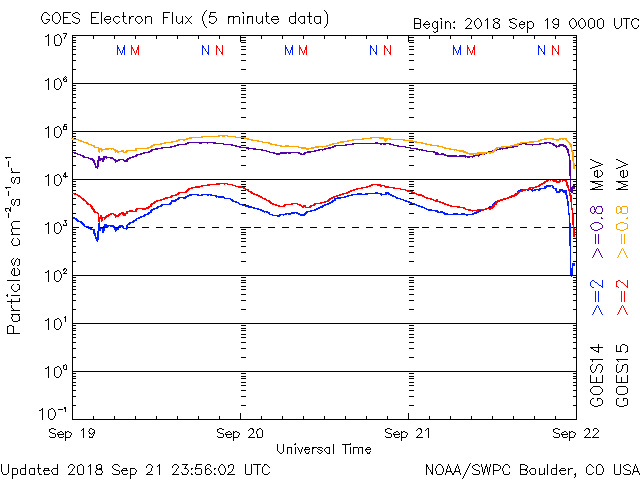 GOES Electron Flux (5 minute data)
Begin: 2018 Sep 19 0000 UTC
M M N N M M N N M M N N
10⁷
10⁶
10⁵
10⁴
10³
10²
10¹
10⁰
10⁻¹
Particles cm⁻²s⁻¹sr⁻¹
Sep 19 Sep 20 Sep 21 Sep 22
Universal Time
GOES14 >=2 >=0.8 MeV
GOES15 >=2 >=0.8 MeV
Updated 2018 Sep 21 23:56:02 UTC
NOAA/SWPC Boulder, CO USA